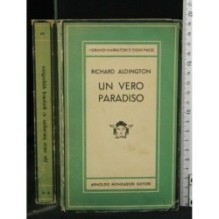 I GRANDI NARRATORI D'OGNI PAESE
RICHARD ALDINGTON
UN VERO
PARADISO
ARNOLDO MONDADORI EDITORE